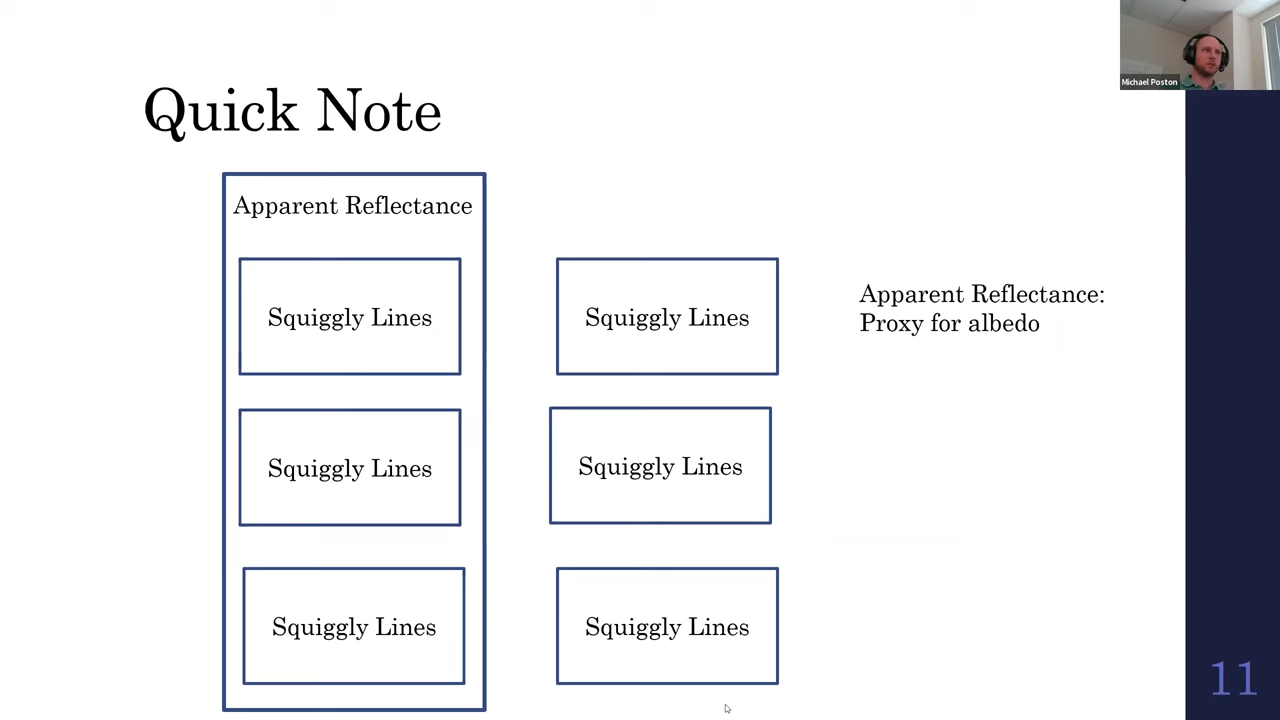 Michael Poston
Quick Note
Apparent Reflectance
Squiggly Lines
Squiggly Lines
Apparent Reflectance:
Proxy for albedo
Squiggly Lines
Squiggly Lines
Squiggly Lines
Squiggly Lines
11